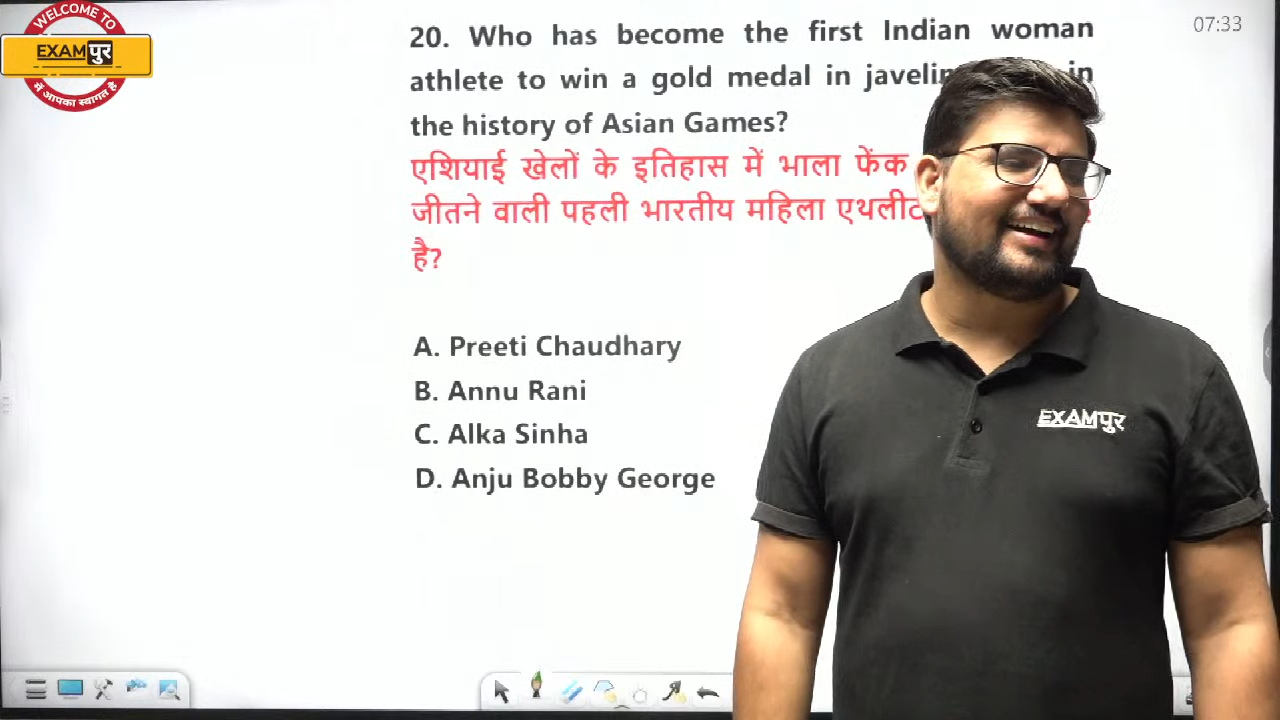 WELCOME TO
EXAMपुर
में आपका स्वागत है
07:33
20. Who has become the first Indian woman
athlete to win a gold medal in in
the history of Asian Games?
एशियाई खेलों के इतिहास में भाला फेंक
जीतने वाली पहली भारतीय महिला
है?
A. Preeti Chaudhary
B. Annu Rani
C. Alka Sinha
D. Anju Bobby George
EXAMपुर